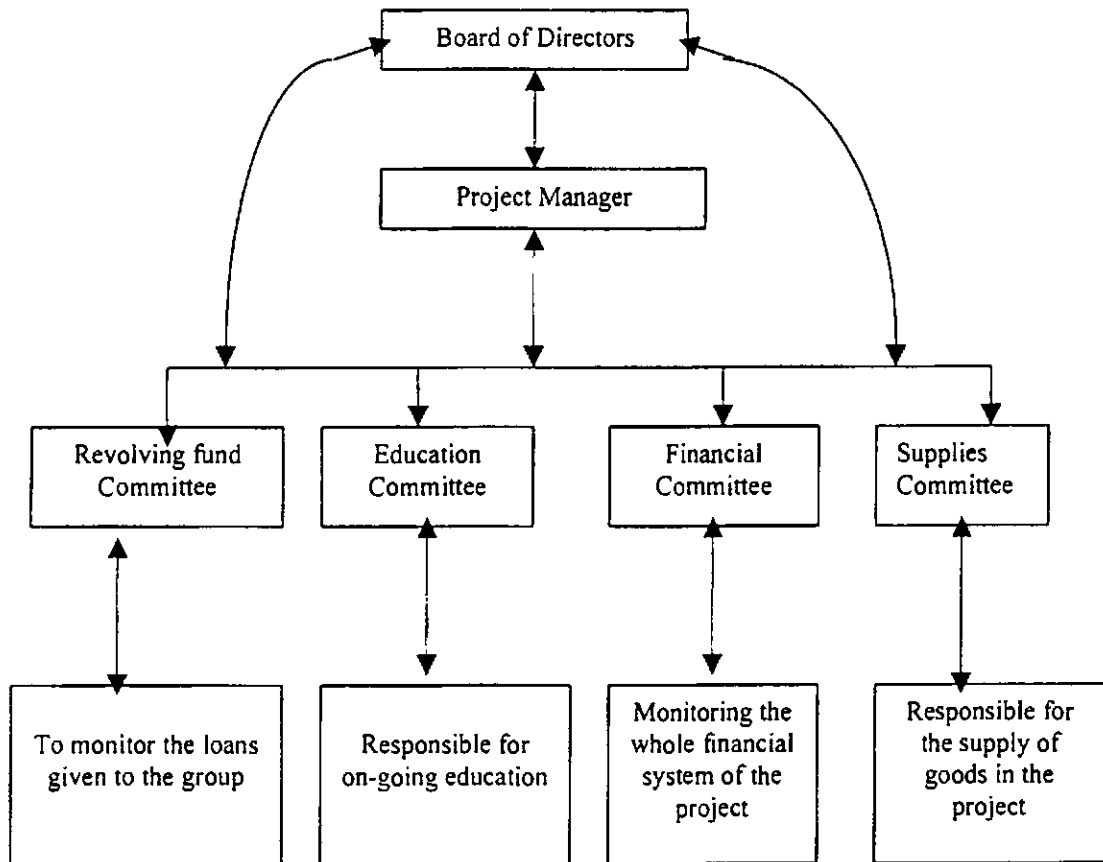 Board of Directors
Project Manager
Revolving fund
Committee
Education
Committee
Financial
Committee
Supplies
Committee
To monitor the loans
given to the group
Responsible for
on-going education
Monitoring the
whole financial
system of the
project
Responsible for
the supply of
goods in the
project